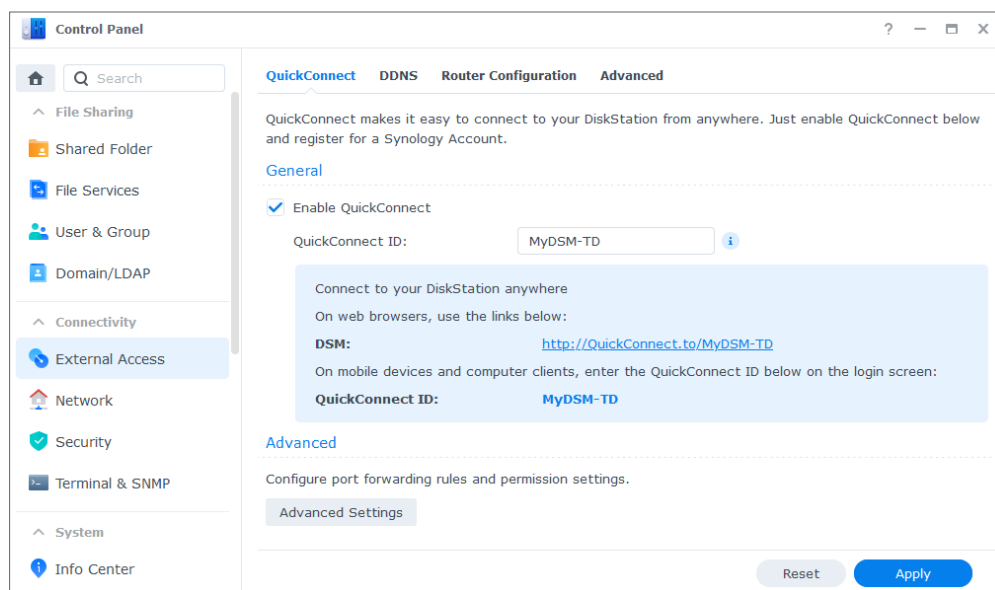 Control Panel
?
Search
File Sharing
Shared Folder
File Services
User & Group
Domain/LDAP
Connectivity
External Access
Network
Security
Terminal & SNMP
System
Info Center
QuickConnect DDNS Router Configuration Advanced
QuickConnect makes it easy to connect to your DiskStation from anywhere. Just enable QuickConnect below
and register for a Synology Account.
General
Enable QuickConnect
QuickConnect ID: MyDSM-TD
Connect to your DiskStation anywhere
On web browsers, use the links below:
DSM: http://QuickConnect.to/MyDSM-TD
On mobile devices and computer clients, enter the QuickConnect ID below on the login screen:
QuickConnect ID: MyDSM-TD
Advanced
Configure port forwarding rules and permission settings.
Advanced Settings
Reset Apply